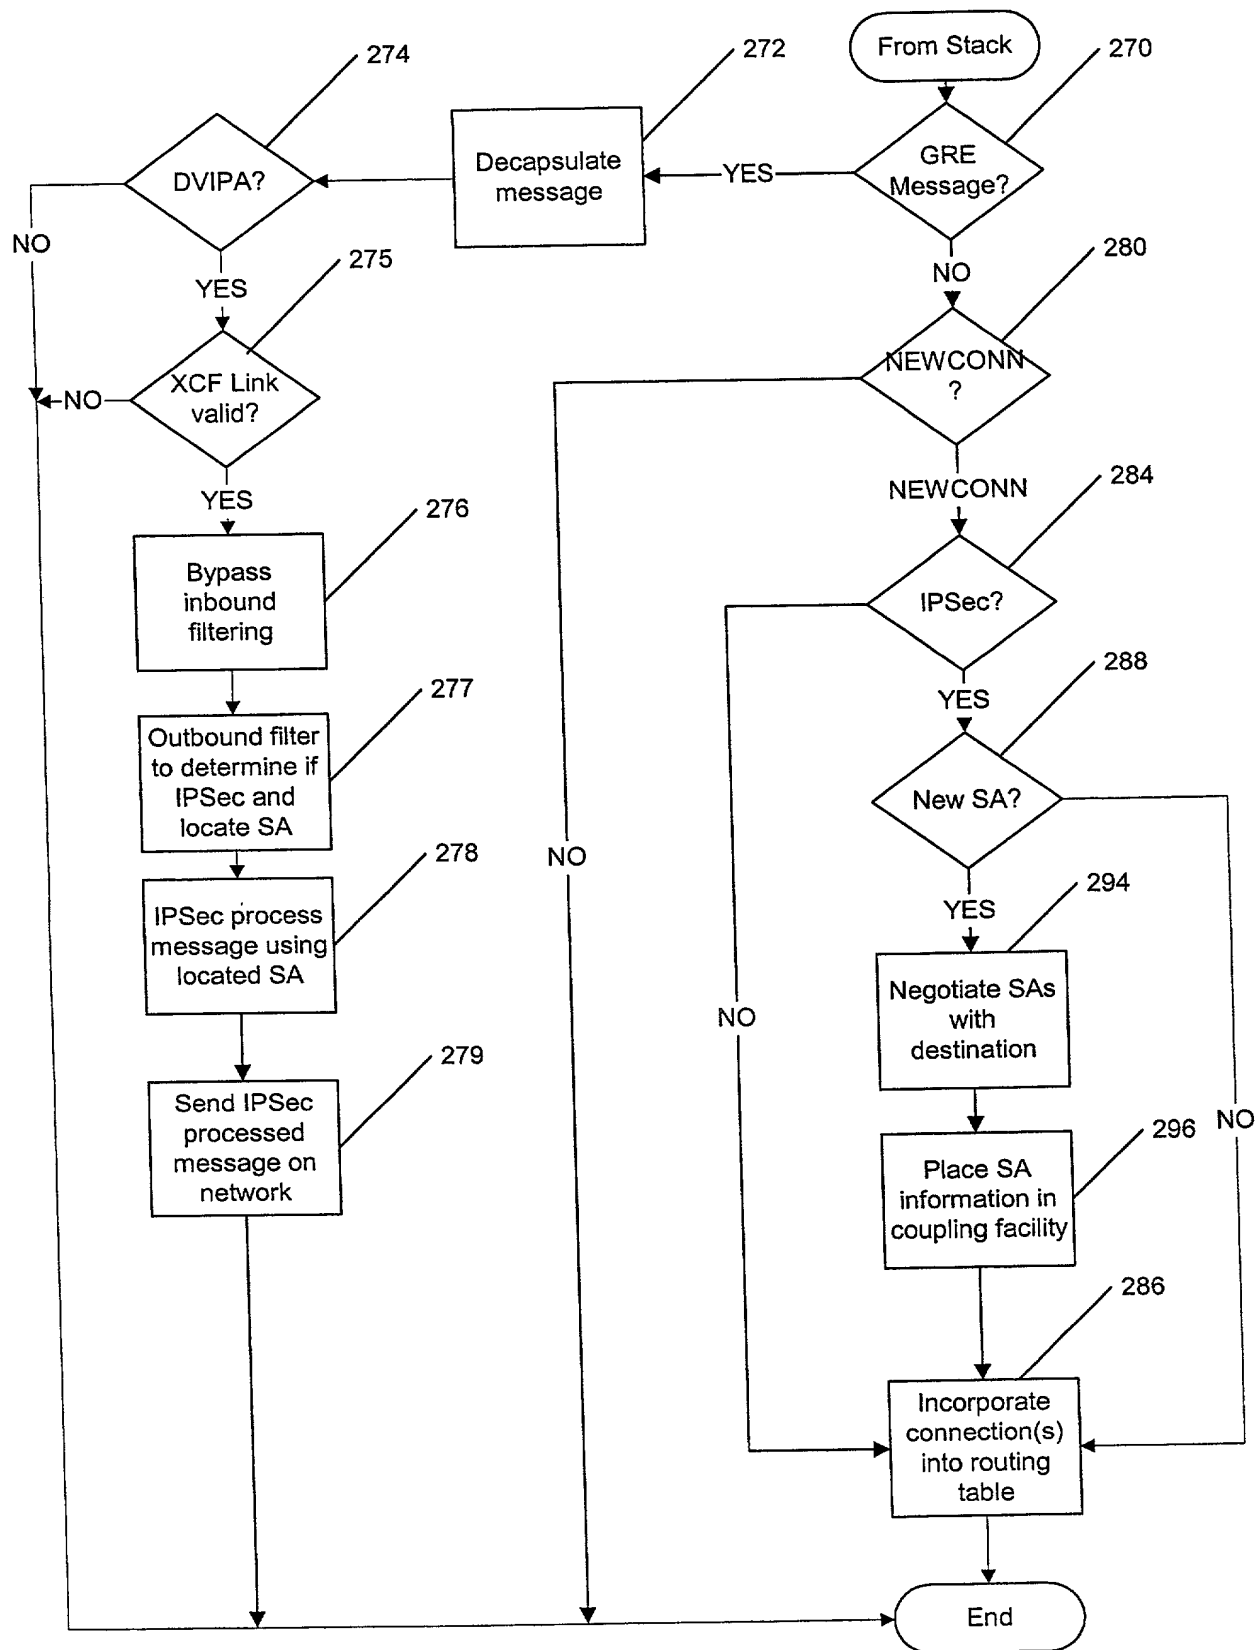 From Stack
270
GRE
Message?
YES
272
Decapsulate
message
274
DVIPA?
NO
YES
275
XCF Link
valid?
NO
YES
276
Bypass
inbound
filtering
277
Outbound filter
to determine if
IPSec and
locate SA
278
IPSec process
message using
located SA
279
Send IPSec
processed
message on
network
NO
280
NEWCONN
?
NO
NEWCONN
284
IPSec?
NO
YES
288
New SA?
NO
YES
294
Negotiate SAs
with
destination
296
Place SA
information in
coupling facility
286
Incorporate
connection(s)
into routing
table
End